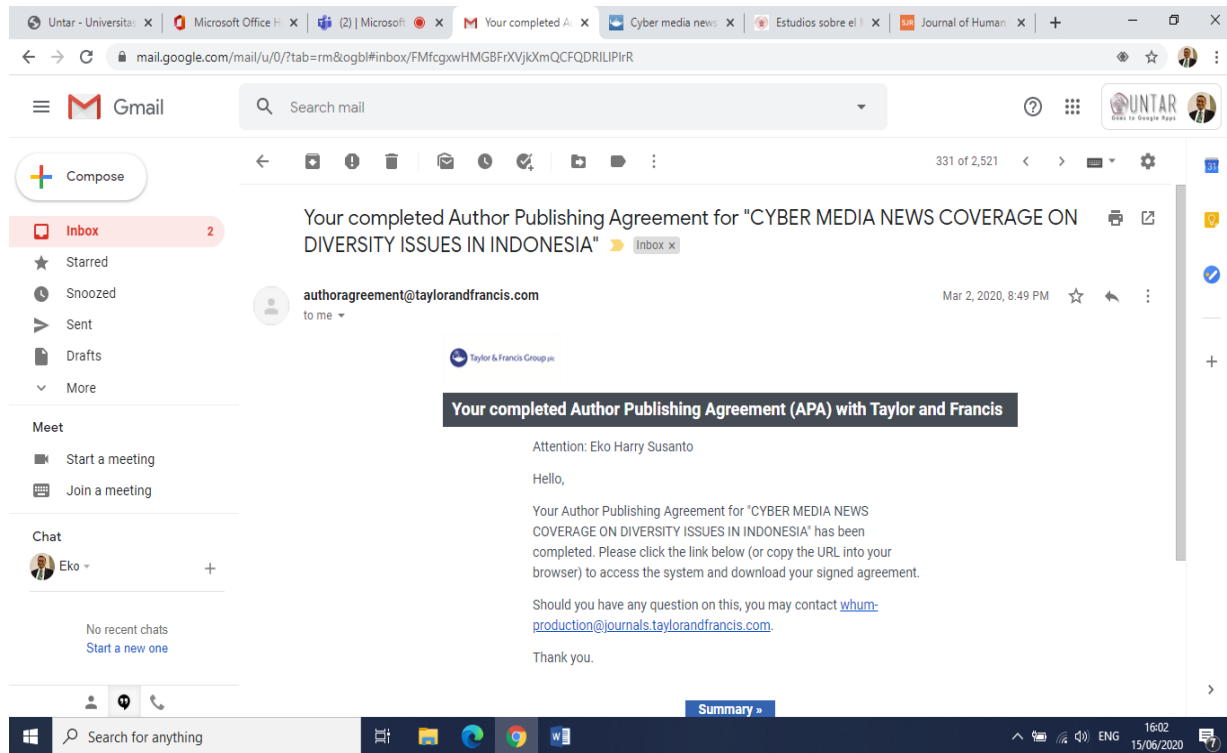 Untar - Universitas
Microsoft Office H
(2) | Microsoft
Your completed A
Cyber media news
Estudios sobre el
Journal of Human
mail.google.com/mail/u/0/?tab=rm&ogbl#inbox/FMfcgxwHMGBFrXVjkXmQCFQDRlLlPlrR
Gmail
Search mail
UNTAR
Goes to Google Apps
Compose
331 of 2,521
31
Your completed Author Publishing Agreement for "CYBER MEDIA NEWS COVERAGE ON
DIVERSITY ISSUES IN INDONESIA" Inbox x
Inbox 2
Starred
Snoozed
Sent
Drafts
More
authoragreement@taylorandfrancis.com
Mar 2, 2020, 8:49 PM
to me
Taylor & Francis Group plc
Your completed Author Publishing Agreement (APA) with Taylor and Francis
Attention: Eko Harry Susanto
Hello,
Your Author Publishing Agreement for "CYBER MEDIA NEWS
COVERAGE ON DIVERSITY ISSUES IN INDONESIA" has been
completed. Please click the link below (or copy the URL into your
browser) to access the system and download your signed agreement.
Should you have any question on this, you may contact whum-
production@journals.taylorandfrancis.com.
Thank you.
Summary »
Meet
Start a meeting
Join a meeting
Chat
Eko
No recent chats
Start a new one
Search for anything
ENG
16:02
15/06/2020
7